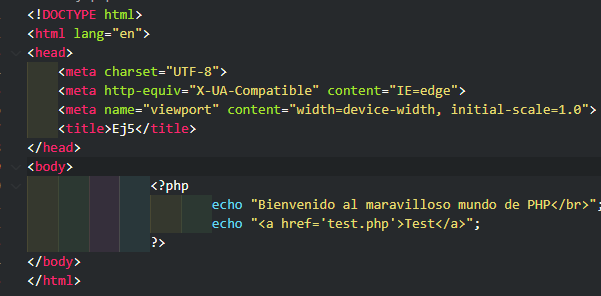 <!DOCTYPE html>
<html lang="en">
<head>
    <meta charset="UTF-8">
    <meta http-equiv="X-UA-Compatible" content="IE=edge">
    <meta name="viewport" content="width=device-width, initial-scale=1.0">
    <title>Ej5</title>
</head>
<body>
                <?php
                        echo "Bienvenido al maravilloso mundo de PHP</br>";
                        echo "<a href='test.php'>Test</a>";
                ?>
</body>
</html>